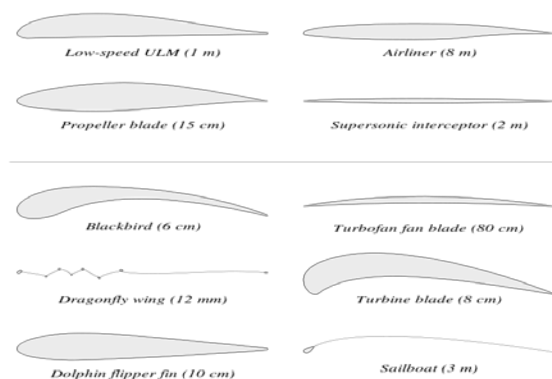 Low-speed ULM (1 m)
Airliner (8 m)
Propeller blade (15 cm)
Supersonic interceptor (2 m)
Blackbird (6 cm)
Turbofan fan blade (80 cm)
Dragonfly wing (12 mm)
Turbine blade (8 cm)
Dolphin flipper fin (10 cm)
Sailboat (3 m)